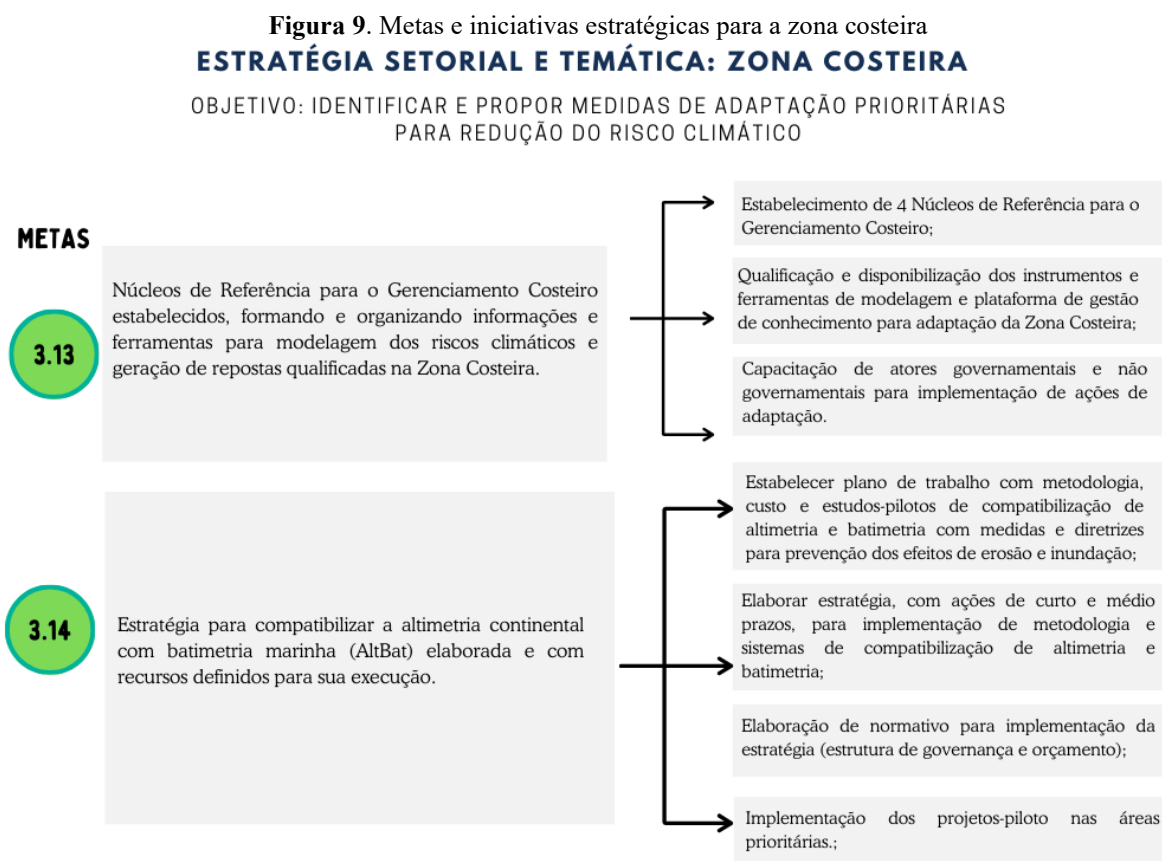 Figura 9. Metas e iniciativas estratégicas para a zona costeira
ESTRATÉGIA SETORIAL E TEMÁTICA: ZONA COSTEIRA
OBJETIVO: IDENTIFICAR E PROPOR MEDIDAS DE ADAPTAÇÃO PRIORITÁRIAS
PARA REDUÇÃO DO RISCO CLIMÁTICO
METAS
3.13
Núcleos de Referência para o Gerenciamento Costeiro
estabelecidos, formando e organizando informações e
ferramentas para modelagem dos riscos climáticos e
geração de repostas qualificadas na Zona Costeira.
Estabelecimento de 4 Núcleos de Referência para o
Gerenciamento Costeiro;
Qualificação e disponibilização dos instrumentos e
ferramentas de modelagem e plataforma de gestão
de conhecimento para adaptação da Zona Costeira;
Capacitação de atores governamentais e não
governamentais para implementação de ações de
adaptação.
3.14
Estratégia para compatibilizar a altimetria continental
com batimetria marinha (AltBat) elaborada e com
recursos definidos para sua execução.
Estabelecer plano de trabalho com metodologia,
custo e estudos-pilotos de compatibilização de
altimetria e batimetria com medidas e diretrizes
para prevenção dos efeitos de erosão e inundação;
Elaborar estratégia, com ações de curto e médio
prazos, para implementação de metodologia e
sistemas de compatibilização de altimetria e
batimetria;
Elaboração de normativo para implementação da
estratégia (estrutura de governança e orçamento);
Implementação dos projetos-piloto nas áreas
prioritárias.;